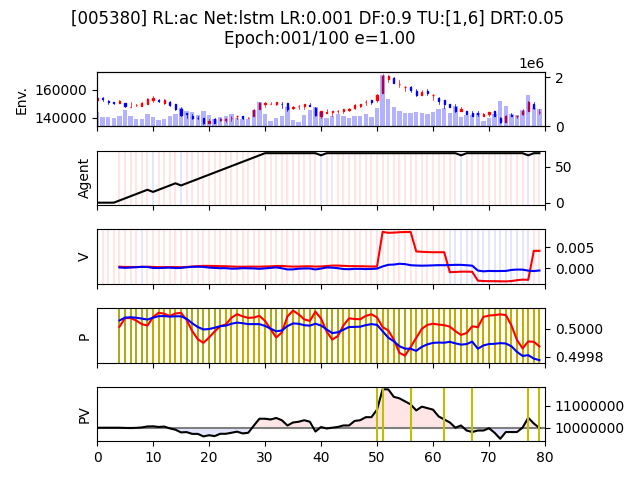 [005380] RL:ac Net:lstm LR:0.001 DF:0.9 TU:[1,6] DRT:0.05
Epoch:001/100 e=1.00
1e6
Env.
160000
140000
2
0
Agent
50
0
V
0.005
0.000
P
0.5000
0.4998
PV
11000000
10000000
0 10 20 30 40 50 60 70 80